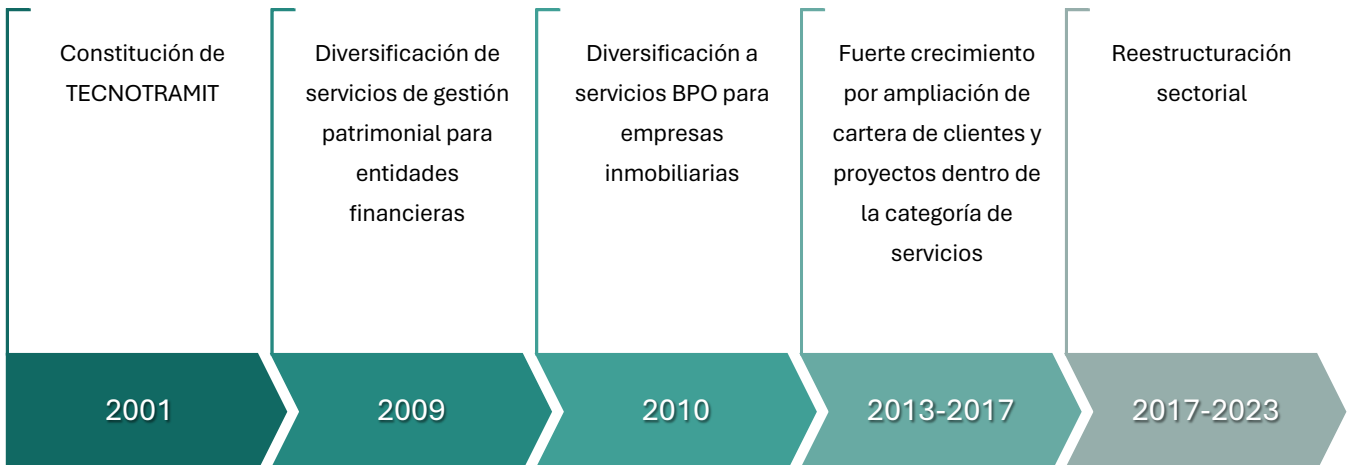 Constitución de
TECNOTRAMIT
Diversificación de
servicios de gestión
patrimonial para
entidades
financieras
Diversificación a
servicios BPO para
empresas
inmobiliarias
Fuerte crecimiento
por ampliación de
cartera de clientes y
proyectos dentro de
la categoría de
servicios
Reestructuración
sectorial
2001
2009
2010
2013-2017
2017-2023